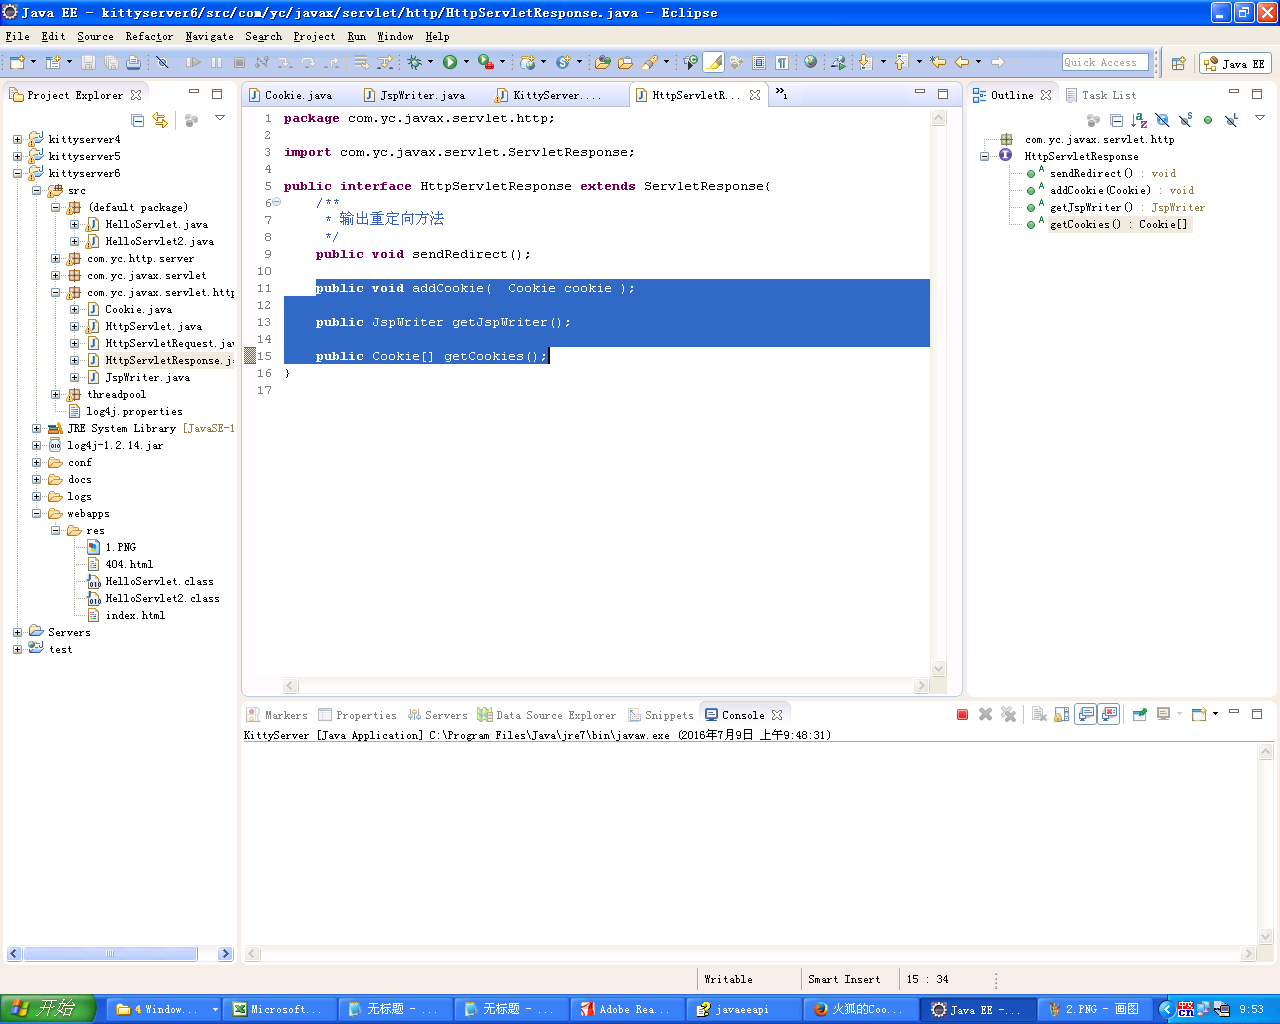 Java EE - kittyserver6/src/com/yc/javax/servlet/http/HttpServletResponse.java - Eclipse
File Edit Source Refactor Navigate Search Project Run Window Help
Quick Access
Java EE
Project Explorer
kittyserver4
kittyserver5
kittyserver6
src
(default package)
HelloServlet.java
HelloServlet2.java
com.yc.http.server
com.yc.javax.servlet
com.yc.javax.servlet.http
Cookie.java
HttpServlet.java
HttpServletRequest.jav
HttpServletResponse.ja
JspWriter.java
threadpool
log4j.properties
JRE System Library [JavaSE-1
log4j-1.2.14.jar
conf
docs
logs
webapps
res
1.PNG
404.html
HelloServlet.class
HelloServlet2.class
index.html
Servers
test
Cookie.java JspWriter.java KittyServer.... HttpServletR... »1
1 package com.yc.javax.servlet.http;
2
3 import com.yc.javax.servlet.ServletResponse;
4
5 public interface HttpServletResponse extends ServletResponse{
6 /**
7 * 输出重定向方法
8 */
9 public void sendRedirect();
10
11 public void addCookie(  Cookie cookie );
12
13 public JspWriter getJspWriter();
14
15 public Cookie[] getCookies();
16 }
17
Outline Task List
com.yc.javax.servlet.http
HttpServletResponse
sendRedirect() : void
addCookie(Cookie) : void
getJspWriter() : JspWriter
getCookies() : Cookie[]
Markers Properties Servers Data Source Explorer Snippets Console
KittyServer [Java Application] C:\Program Files\Java\jre7\bin\javaw.exe (2016年7月9日 上午9:48:31)
Writable Smart Insert 15 : 34
开始 4 Window... Microsoft... 无标题 - ... 无标题 - ... Adobe Rea... javaeeapi 火狐的Coo... Java EE -... 2.PNG - 画图 9:53